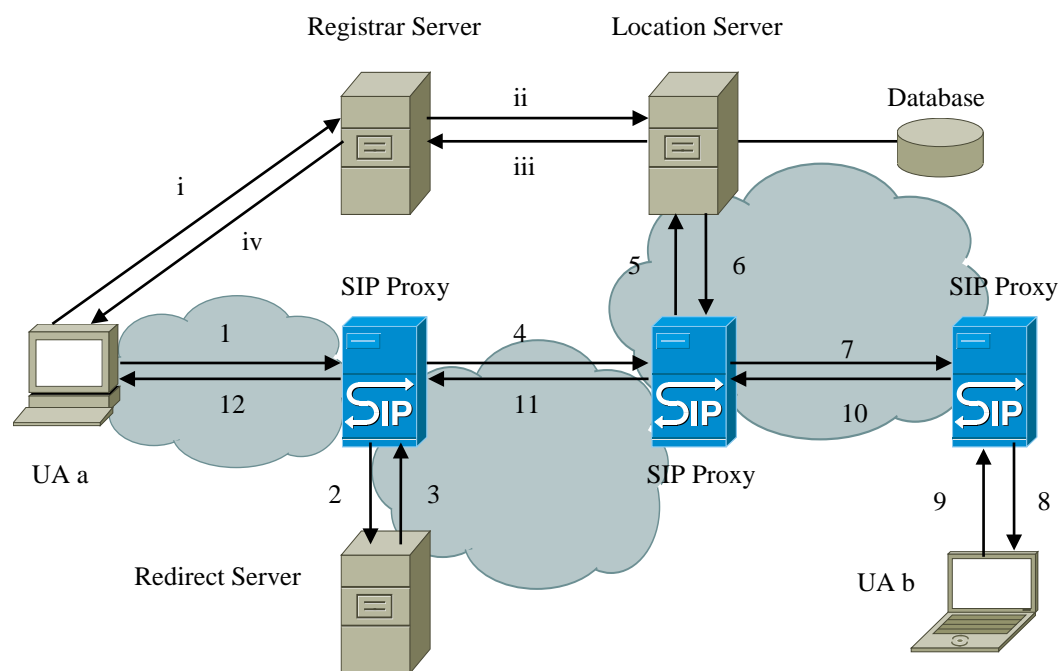 Registrar Server
Location Server
ii
Database
iii
i
iv
5
6
SIP Proxy
SIP Proxy
1
4
7
12
11
10
SIP
SIP
SIP
UA a
SIP Proxy
2
3
9
8
Redirect Server
UA b